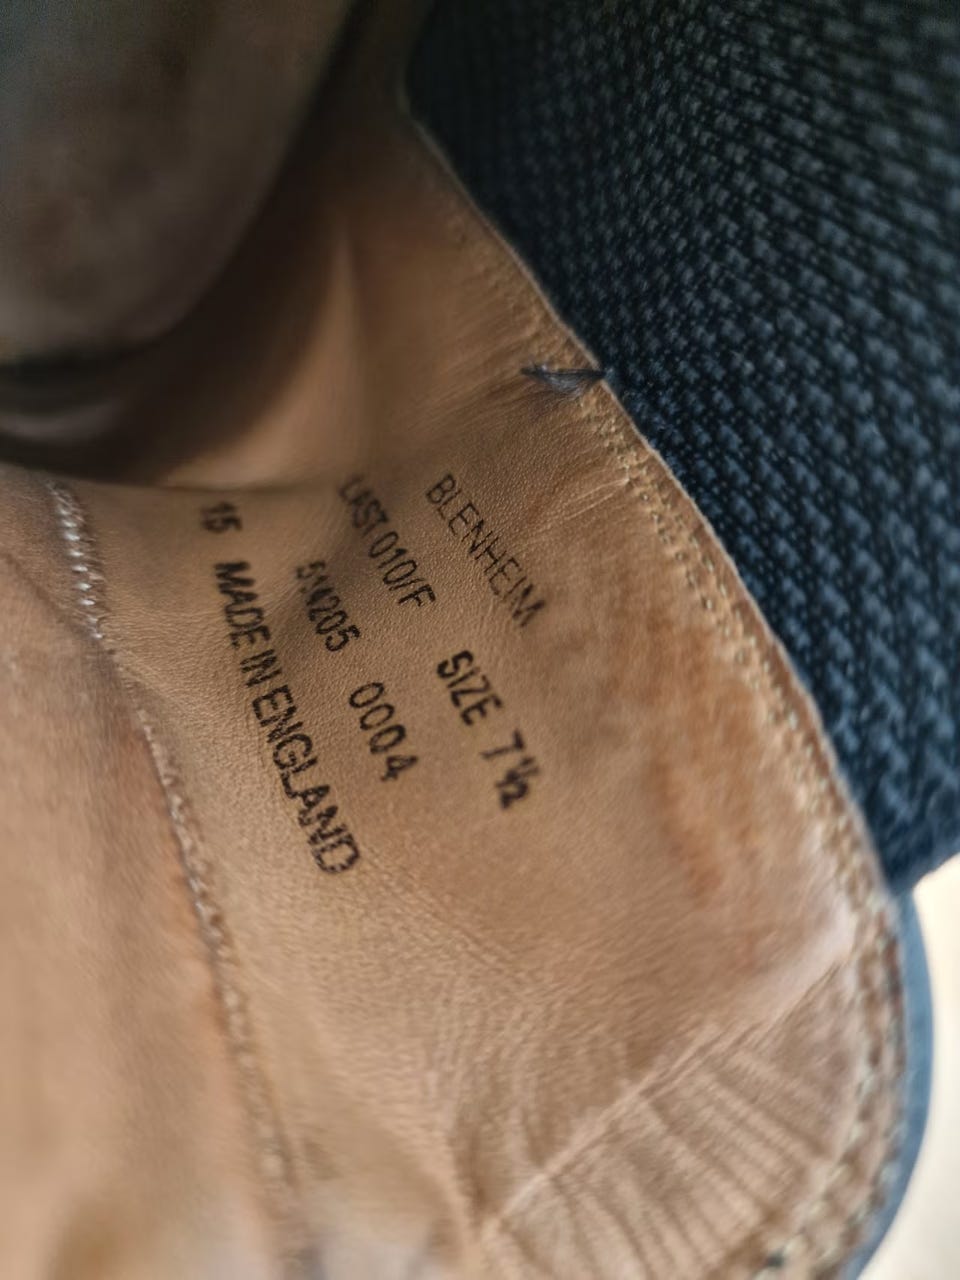 BLENHEIM
LAST 010/F SIZE 7½
5N205 0004
15 MADE IN ENGLAND